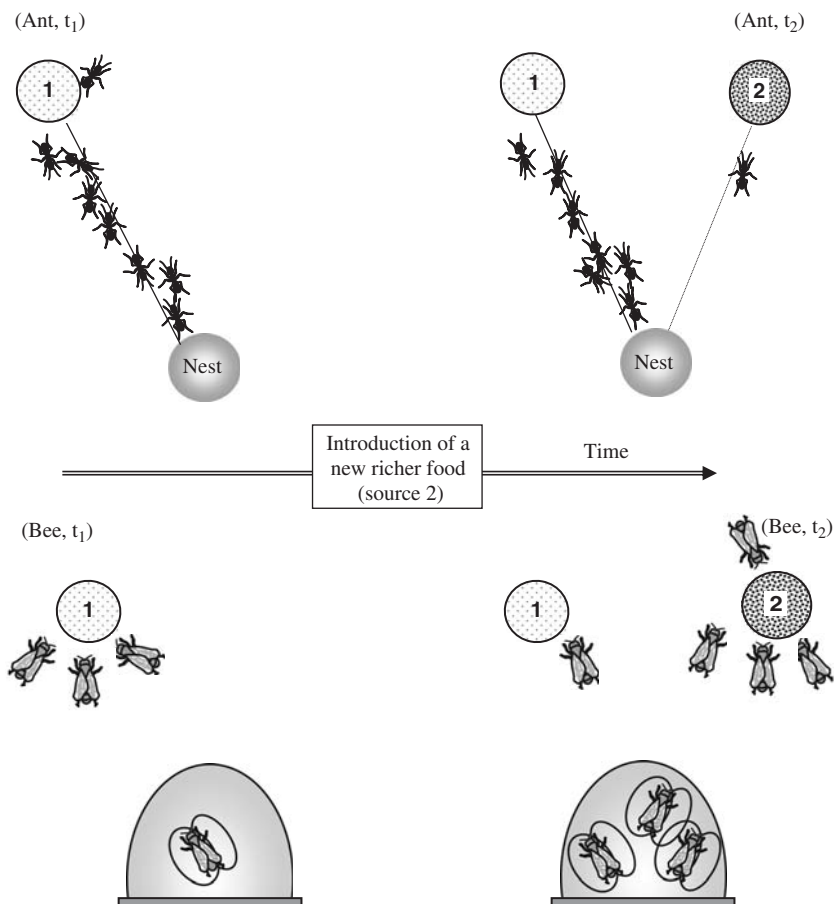 (Ant, t₁)
(Ant, t₂)
1
1
2
Nest
Nest
Introduction of a
new richer food
(source 2)
Time
(Bee, t₁)
(Bee, t₂)
1
1
2